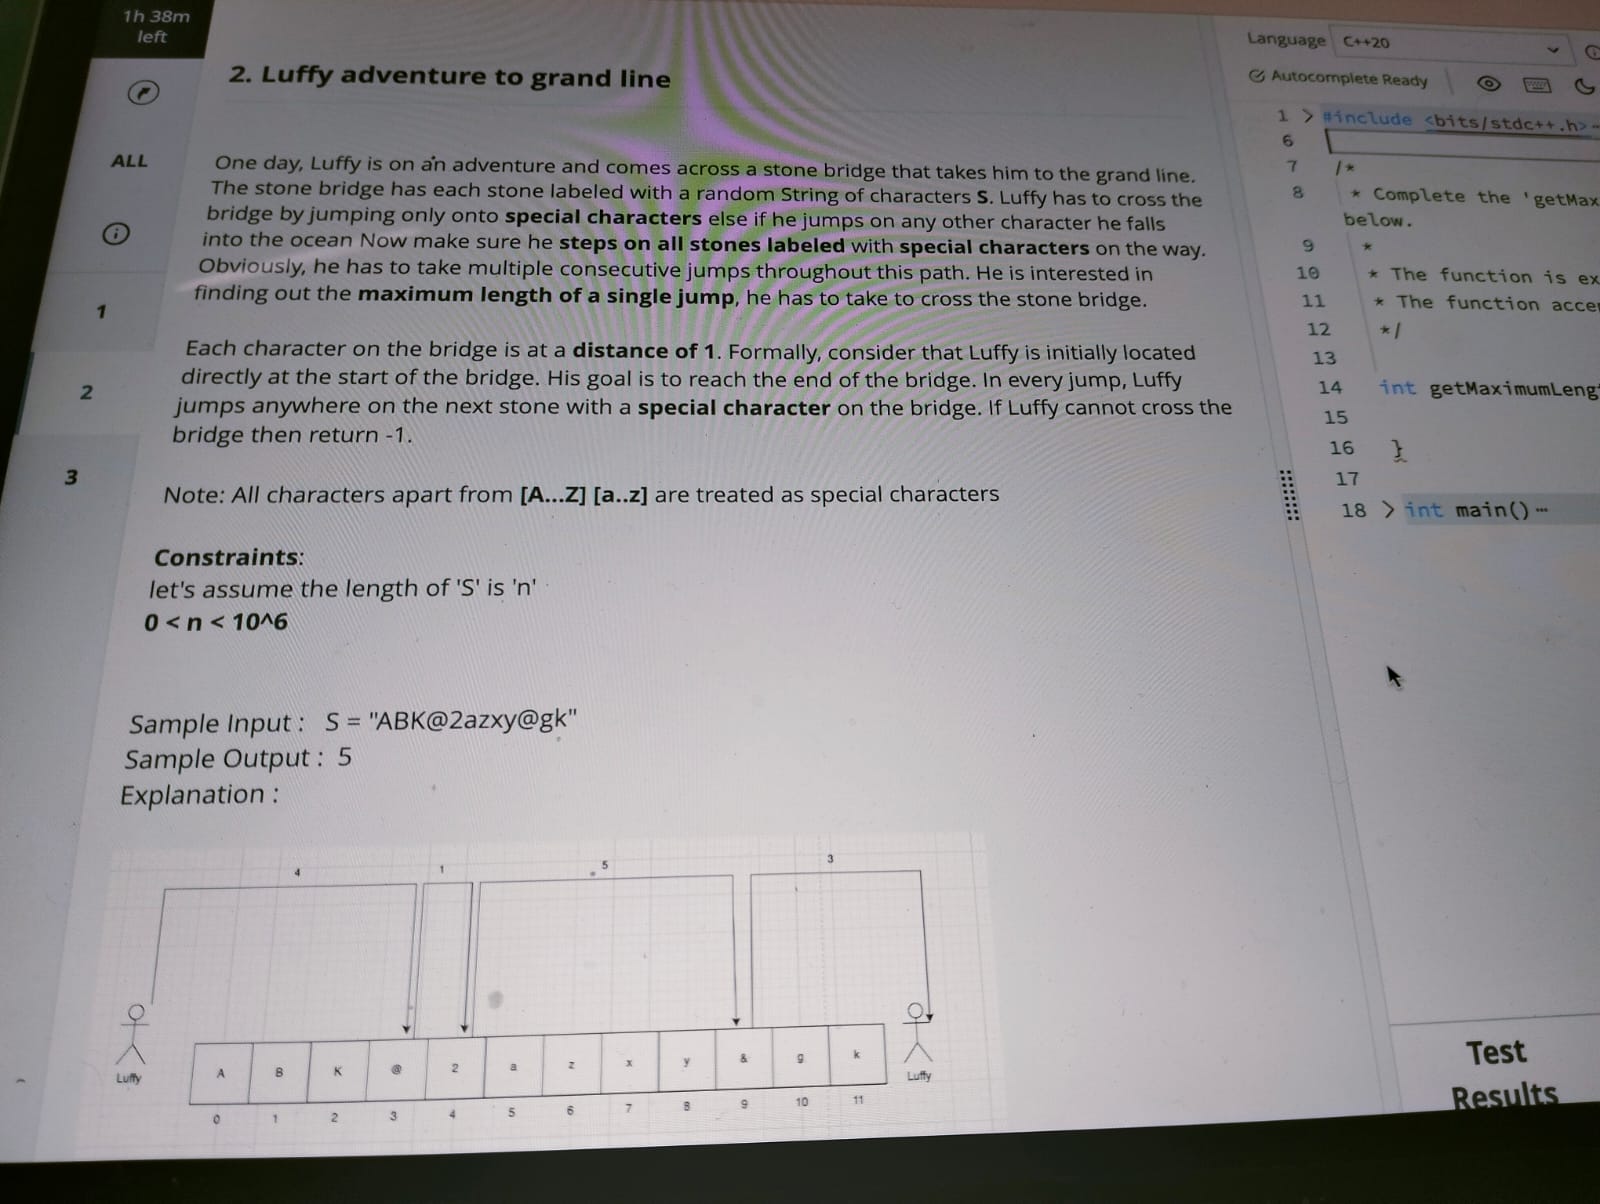 1h 38m
left
2. Luffy adventure to grand line
ALL
One day, Luffy is on an adventure and comes across a stone bridge that takes him to the grand line.
The stone bridge has each stone labeled with a random String of characters S. Luffy has to cross the
bridge by jumping only onto special characters else if he jumps on any other character he falls
into the ocean Now make sure he steps on all stones labeled with special characters on the way.
Obviously, he has to take multiple consecutive jumps throughout this path. He is interested in
finding out the maximum length of a single jump, he has to take to cross the stone bridge.
1
2
3
Each character on the bridge is at a distance of 1. Formally, consider that Luffy is initially located
directly at the start of the bridge. His goal is to reach the end of the bridge. In every jump, Luffy
jumps anywhere on the next stone with a special character on the bridge. If Luffy cannot cross the
bridge then return -1.
Note: All characters apart from [A...Z] [a..z] are treated as special characters
Constraints:
let's assume the length of 'S' is 'n'
0 < n < 10^6
Sample Input : S = "ABK@2azxy@gk"
Sample Output : 5
Explanation :
4 1 5 3
A B K @ 2 a z x y & g k
Luffy Luffy
0 1 2 3 4 5 6 7 8 9 10 11
Language C++20
Autocomplete Ready
1 > #include <bits/stdc++.h>
6
7 /*
8 * Complete the 'getMax
below.
9 *
10 * The function is ex
11 * The function
12 */
13
14 int getMaximumLeng
15
16 }
17
18 > int main()
Test
Results